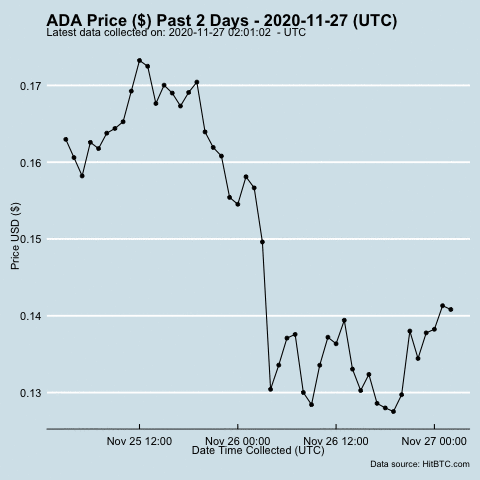 ADA Price ($) Past 2 Days - 2020-11-27 (UTC)
Latest data collected on: 2020-11-27 02:01:02 - UTC
0.17
0.16
0.15
0.14
0.13
Price USD ($)
Nov 25 12:00 Nov 26 00:00 Nov 26 12:00 Nov 27 00:00
Date Time Collected (UTC)
Data source: HitBTC.com